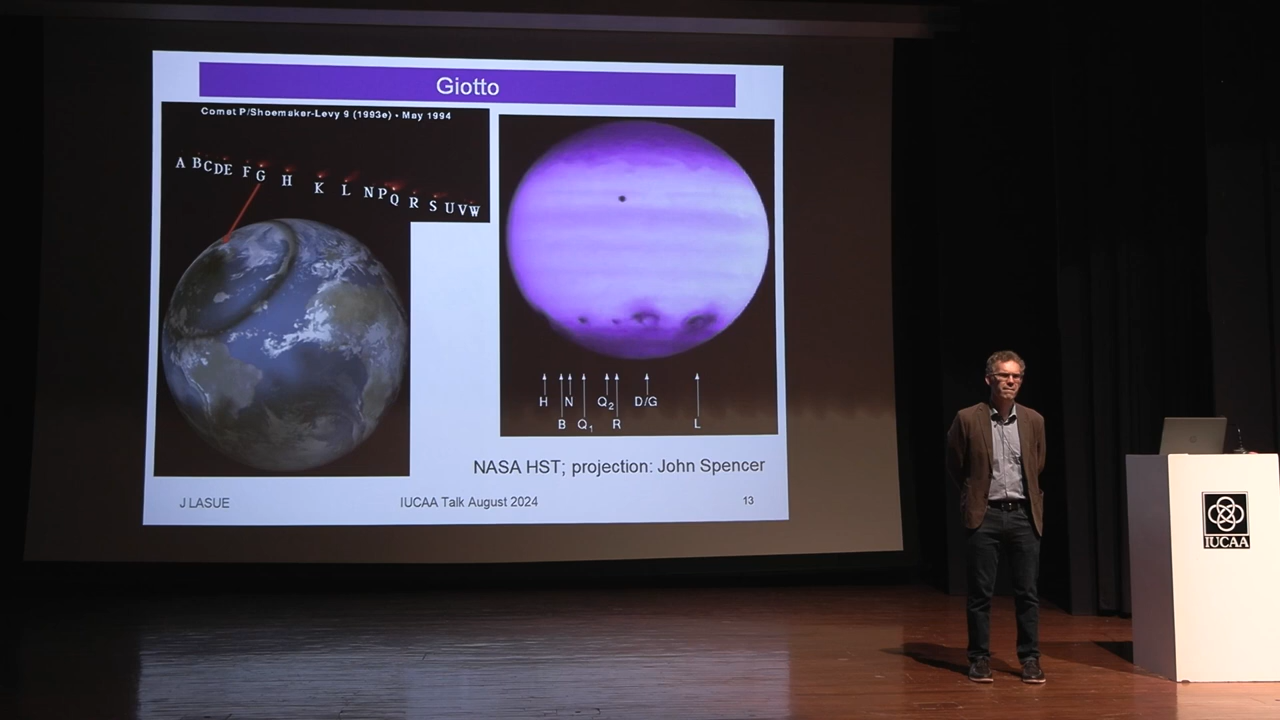 Giotto
Comet P/Shoemaker-Levy 9 (1993e) • May 1994
A B C D E F G H K L N P Q R S U V W
H N Q2 D/G
B Q1 R L
NASA HST; projection: John Spencer
J LASUE IUCAA Talk August 2024 13
IUCAA